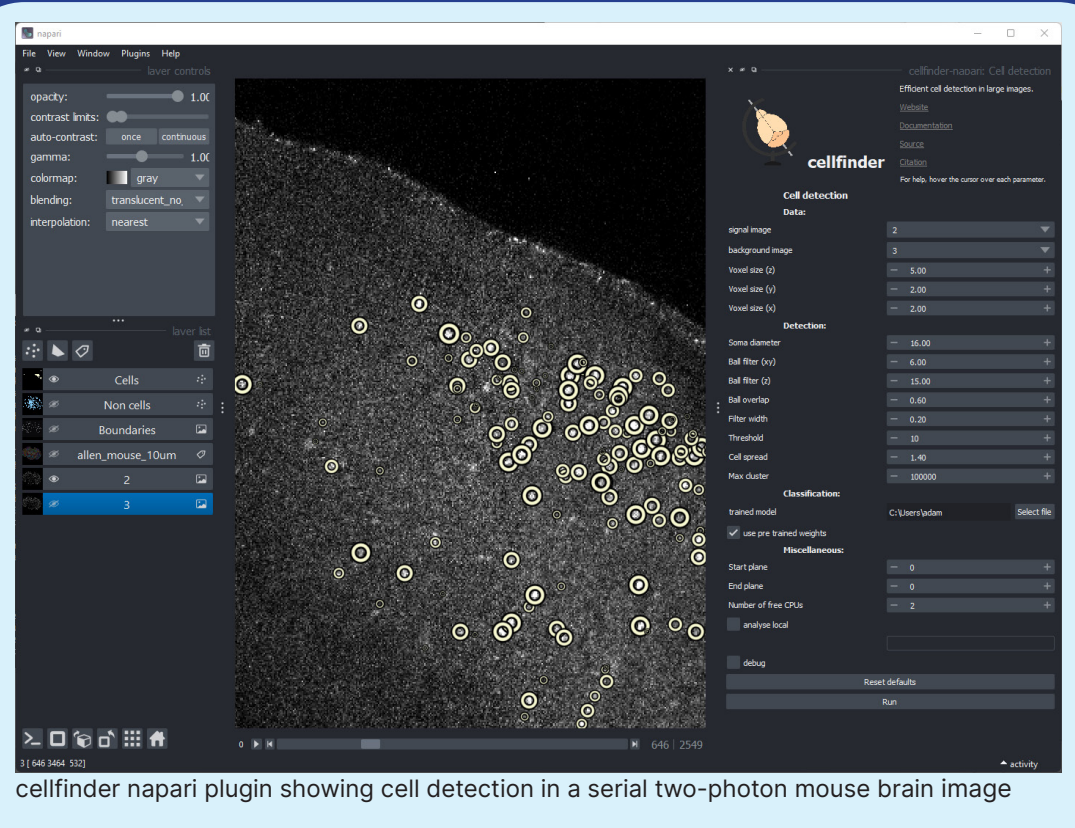 napari
File View Window Plugins Help
layer controls
opacity: 1.00
contrast limits:
auto-contrast: once continuous
gamma: 1.00
colormap: gray
blending: translucent_no_
interpolation: nearest
layer list
Cells
Non cells
Boundaries
allen_mouse_10um
2
3
0 646 | 2549
3 [ 646 3464 532]
cellfinder-napari: Cell detection
Efficient cell detection in large images.
Website
Documentation
Source
cellfinder
Citation
For help, hover the cursor over each parameter.
Cell detection
Data:
signal image 2
background image 3
Voxel size (z) − 5.00 +
Voxel size (y) − 2.00 +
Voxel size (x) − 2.00 +
Detection:
Soma diameter − 16.00 +
Ball filter (xy) − 6.00 +
Ball filter (z) − 15.00 +
Ball overlap − 0.60 +
Filter width − 0.20 +
Threshold − 10 +
Cell spread − 1.40 +
Max cluster − 100000 +
Classification:
trained model C:\Users\adam Select file
use pre trained weights
Miscellaneous:
Start plane − 0 +
End plane − 0 +
Number of free CPUs − 2 +
analyse local
debug
Reset defaults
Run
activity
cellfinder napari plugin showing cell detection in a serial two-photon mouse brain image